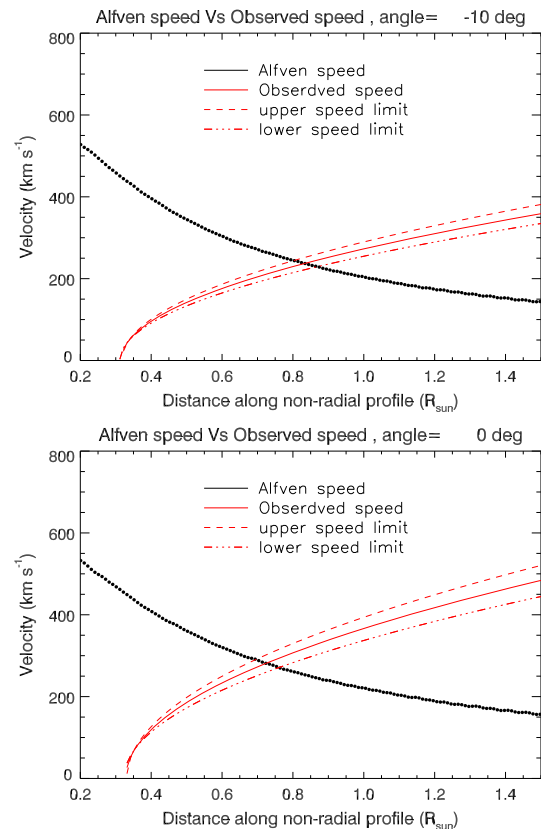 Alfven speed Vs Observed speed , angle= -10 deg
800
600
400
200
0
Velocity (km s⁻¹)
Alfven speed
Obserdved speed
upper speed limit
lower speed limit
0.2 0.4 0.6 0.8 1.0 1.2 1.4
Distance along non-radial profile (R_sun)
Alfven speed Vs Observed speed , angle= 0 deg
800
600
400
200
0
Velocity (km s⁻¹)
Alfven speed
Obserdved speed
upper speed limit
lower speed limit
0.2 0.4 0.6 0.8 1.0 1.2 1.4
Distance along non-radial profile (R_sun)